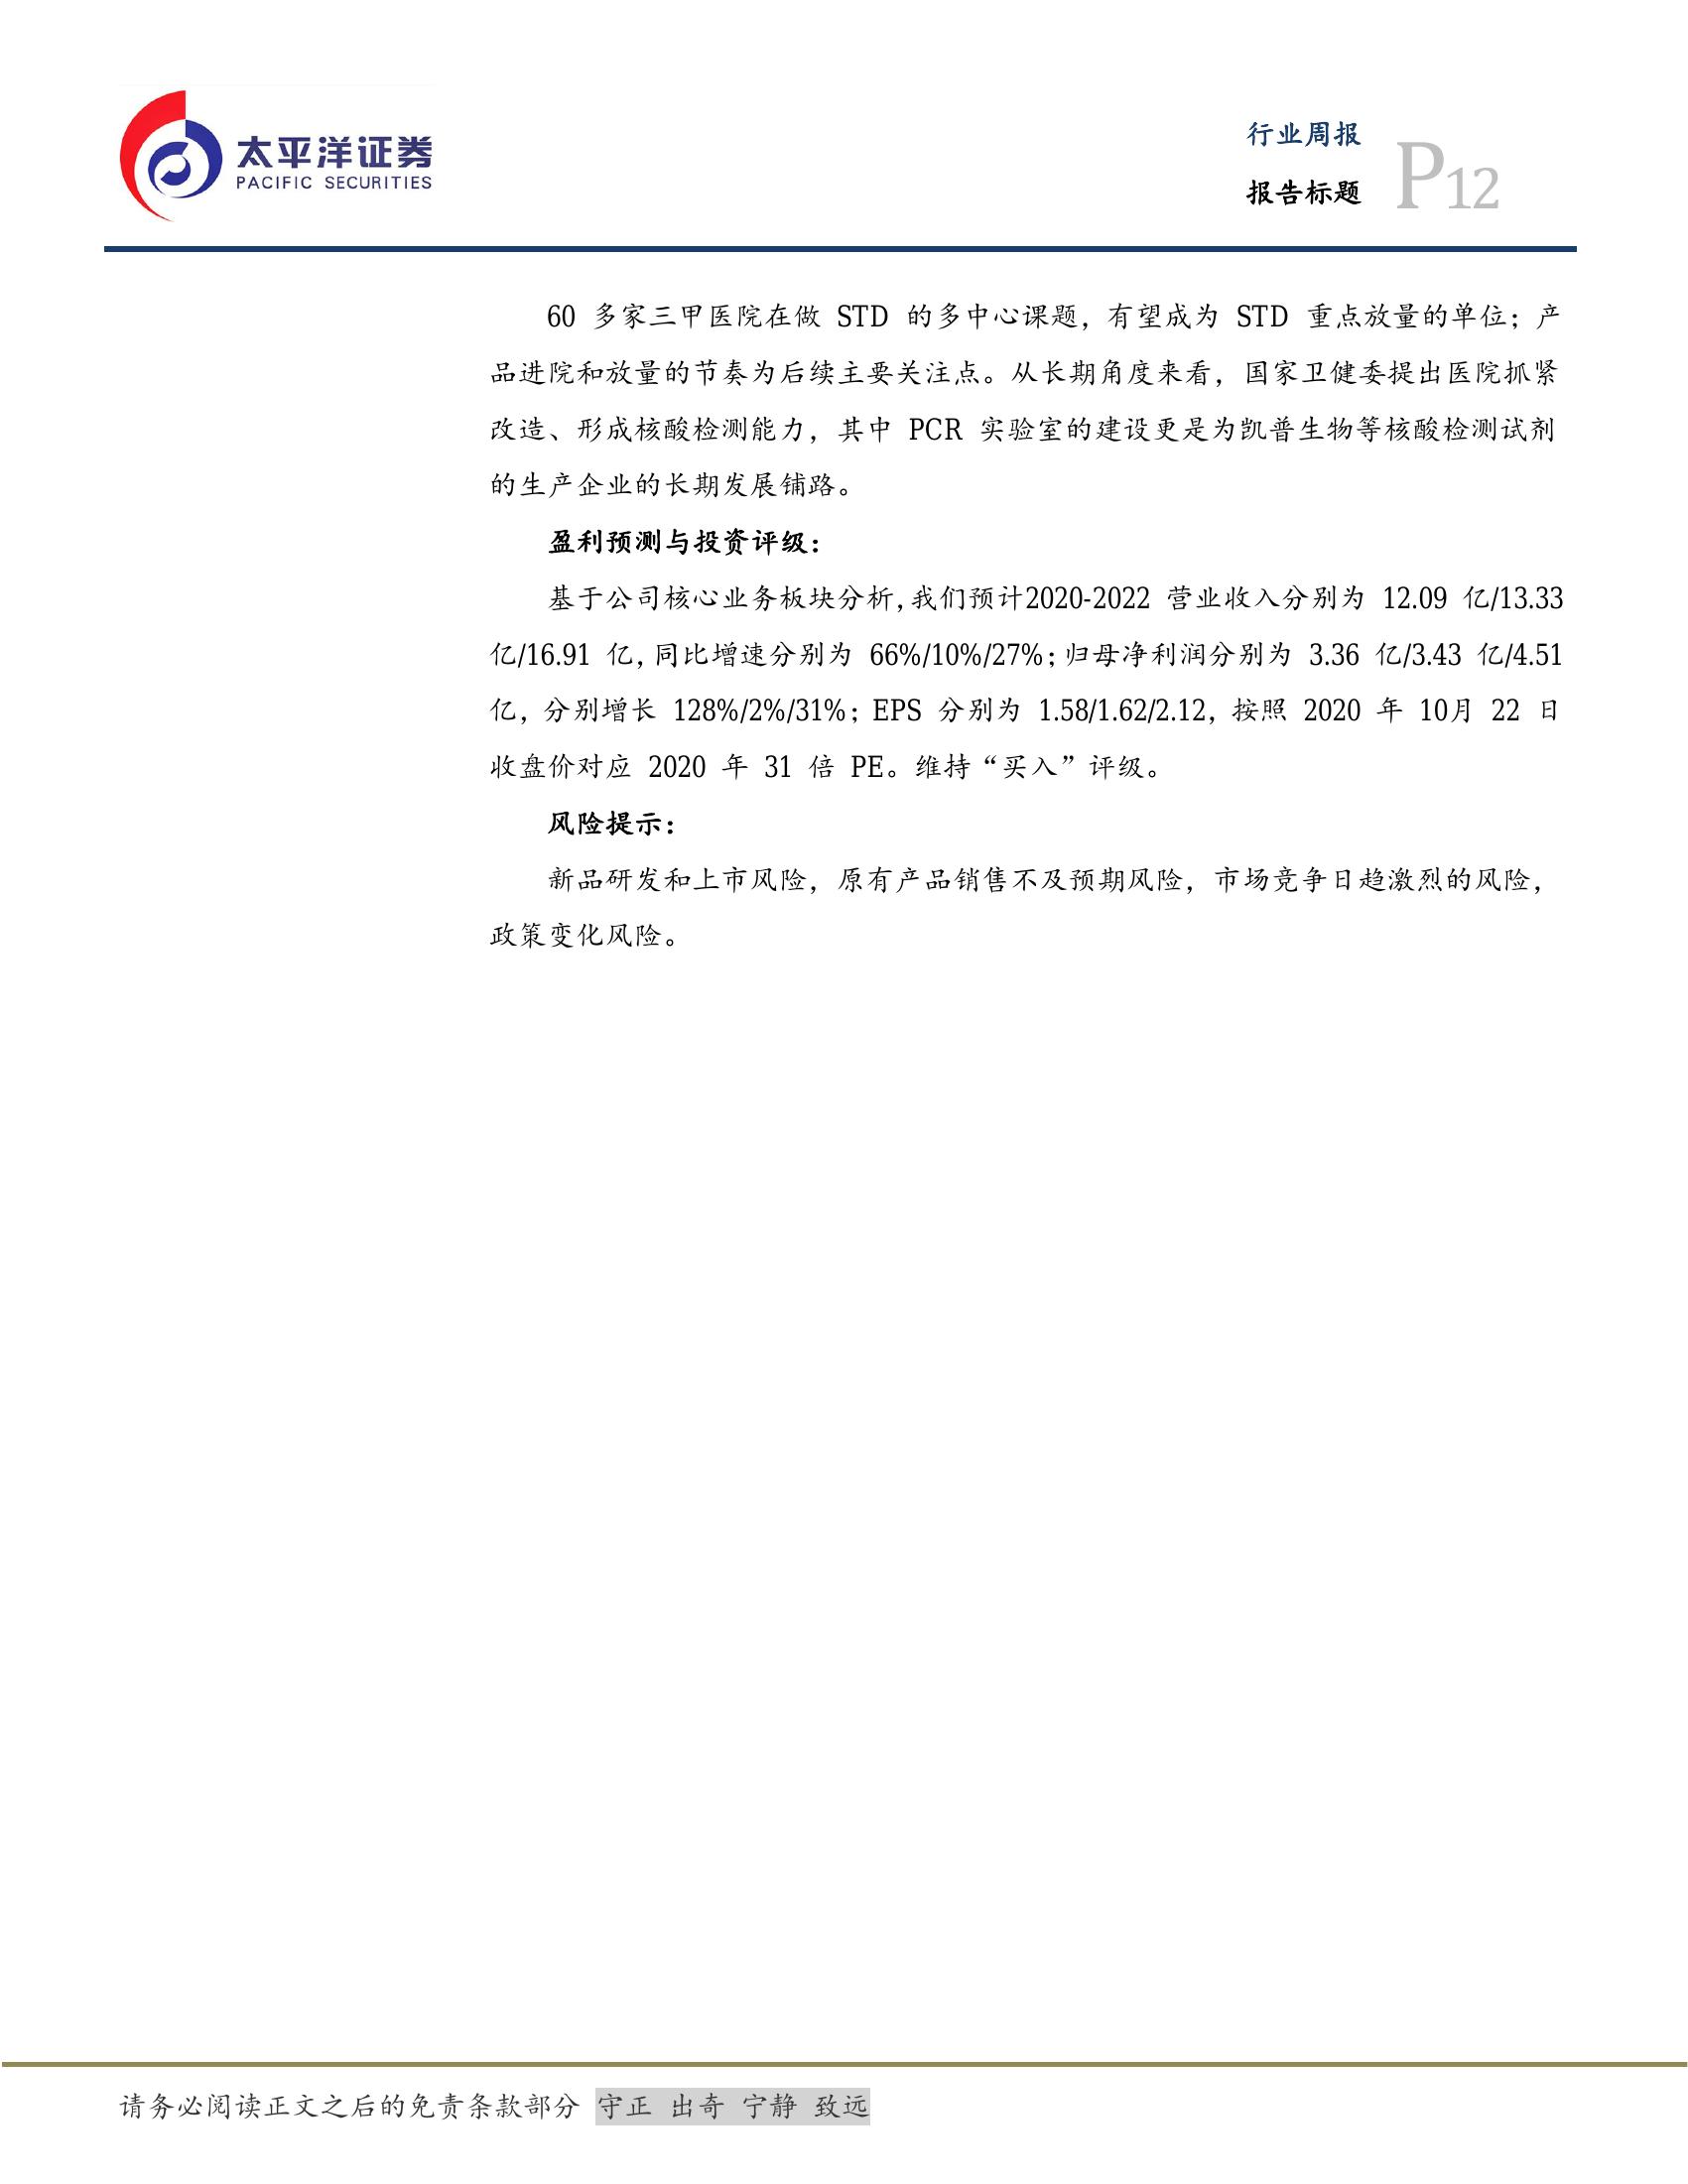 太平洋证券
PACIFIC SECURITIES
行业周报
报告标题
P12
60 多家三甲医院在做 STD 的多中心课题，有望成为 STD 重点放量的单位；产
品进院和放量的节奏为后续主要关注点。从长期角度来看，国家卫健委提出医院抓紧
改造、形成核酸检测能力，其中 PCR 实验室的建设更是为凯普生物等核酸检测试剂
的生产企业的长期发展铺路。
盈利预测与投资评级：
基于公司核心业务板块分析，我们预计2020-2022 营业收入分别为 12.09 亿/13.33
亿/16.91 亿，同比增速分别为 66%/10%/27%；归母净利润分别为 3.36 亿/3.43 亿/4.51
亿，分别增长 128%/2%/31%；EPS 分别为 1.58/1.62/2.12，按照 2020 年 10月 22 日
收盘价对应 2020 年 31 倍 PE。维持“买入”评级。
风险提示：
新品研发和上市风险，原有产品销售不及预期风险，市场竞争日趋激烈的风险，
政策变化风险。
请务必阅读正文之后的免责条款部分 守正 出奇 宁静 致远